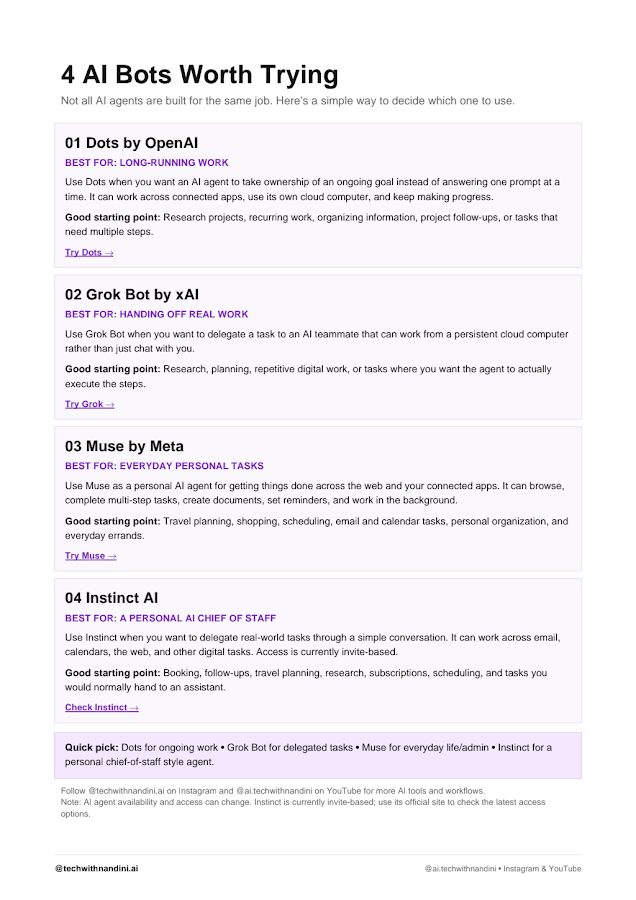 4 AI Bots Worth Trying
Not all AI agents are built for the same job. Here's a simple way to decide which one to use.
01 Dots by OpenAI
BEST FOR: LONG-RUNNING WORK
Use Dots when you want an AI agent to take ownership of an ongoing goal instead of answering one prompt at a
time. It can work across connected apps, use its own cloud computer, and keep making progress.
Good starting point: Research projects, recurring work, organizing information, project follow-ups, or tasks that
need multiple steps.
Try Dots →
02 Grok Bot by xAI
BEST FOR: HANDING OFF REAL WORK
Use Grok Bot when you want to delegate a task to an AI teammate that can work from a persistent cloud computer
rather than just chat with you.
Good starting point: Research, planning, repetitive digital work, or tasks where you want the agent to actually
execute the steps.
Try Grok →
03 Muse by Meta
BEST FOR: EVERYDAY PERSONAL TASKS
Use Muse as a personal AI agent for getting things done across the web and your connected apps. It can browse,
complete multi-step tasks, create documents, set reminders, and work in the background.
Good starting point: Travel planning, shopping, scheduling, email and calendar tasks, personal organization, and
everyday errands.
Try Muse →
04 Instinct AI
BEST FOR: A PERSONAL AI CHIEF OF STAFF
Use Instinct when you want to delegate real-world tasks through a simple conversation. It can work across email,
calendars, the web, and other digital tasks. Access is currently invite-based.
Good starting point: Booking, follow-ups, travel planning, research, subscriptions, scheduling, and tasks you
would normally hand to an assistant.
Check Instinct →
Quick pick: Dots for ongoing work • Grok Bot for delegated tasks • Muse for everyday life/admin • Instinct for a
personal chief-of-staff style agent.
Follow @techwithnandini.ai on Instagram and @ai.techwithnandini on YouTube for more AI tools and workflows.
Note: AI agent availability and access can change. Instinct is currently invite-based; use its official site to check the latest access
options.
@techwithnandini.ai
@ai.techwithnandini • Instagram & YouTube